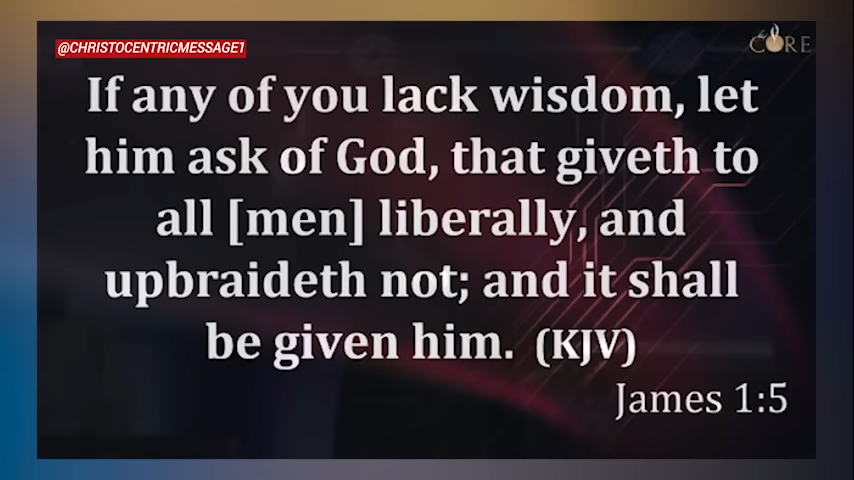 @CHRISTOCENTRICMESSAGE1
CORE
If any of you lack wisdom, let
him ask of God, that giveth to
all [men] liberally, and
upbraideth not; and it shall
be given him. (KJV)
James 1:5